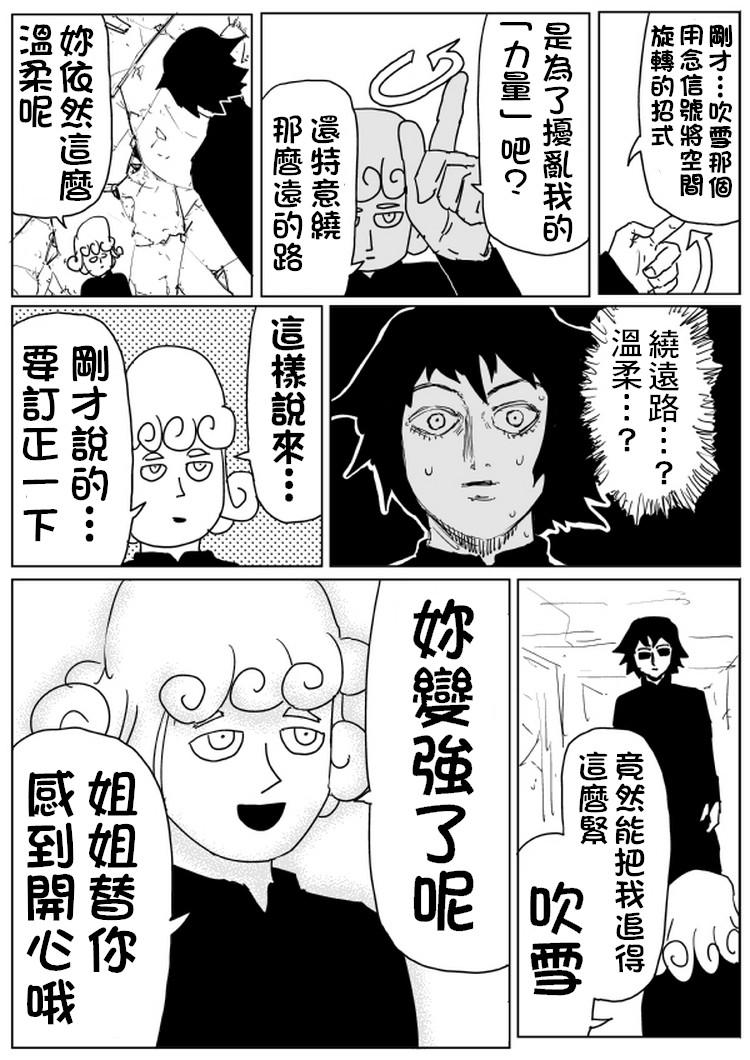 剛才…吹雪那個
用念信號將空間
旋轉的招式
是為了擾亂我的
「力量」吧？
還特意繞
那麼遠的路
妳依然這麼
溫柔呢
繞遠路…？
溫柔…？
這樣說來…
剛才說的…
要訂正一下
竟然能把我追得
這麼緊
吹雪
妳變強了呢
姐姐替你
感到開心哦